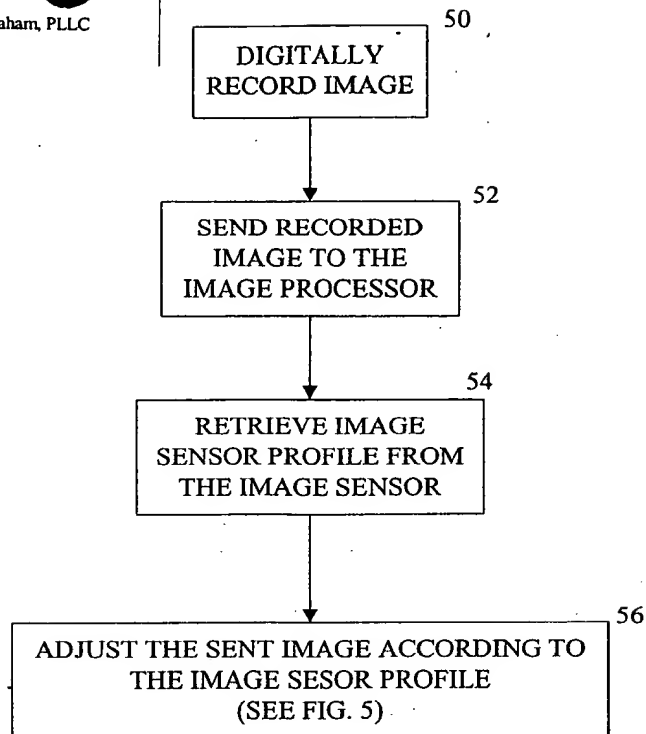 aham, PLLC
50
DIGITALLY
RECORD IMAGE
52
SEND RECORDED
IMAGE TO THE
IMAGE PROCESSOR
54
RETRIEVE IMAGE
SENSOR PROFILE FROM
THE IMAGE SENSOR
56
ADJUST THE SENT IMAGE ACCORDING TO
THE IMAGE SESOR PROFILE
(SEE FIG. 5)